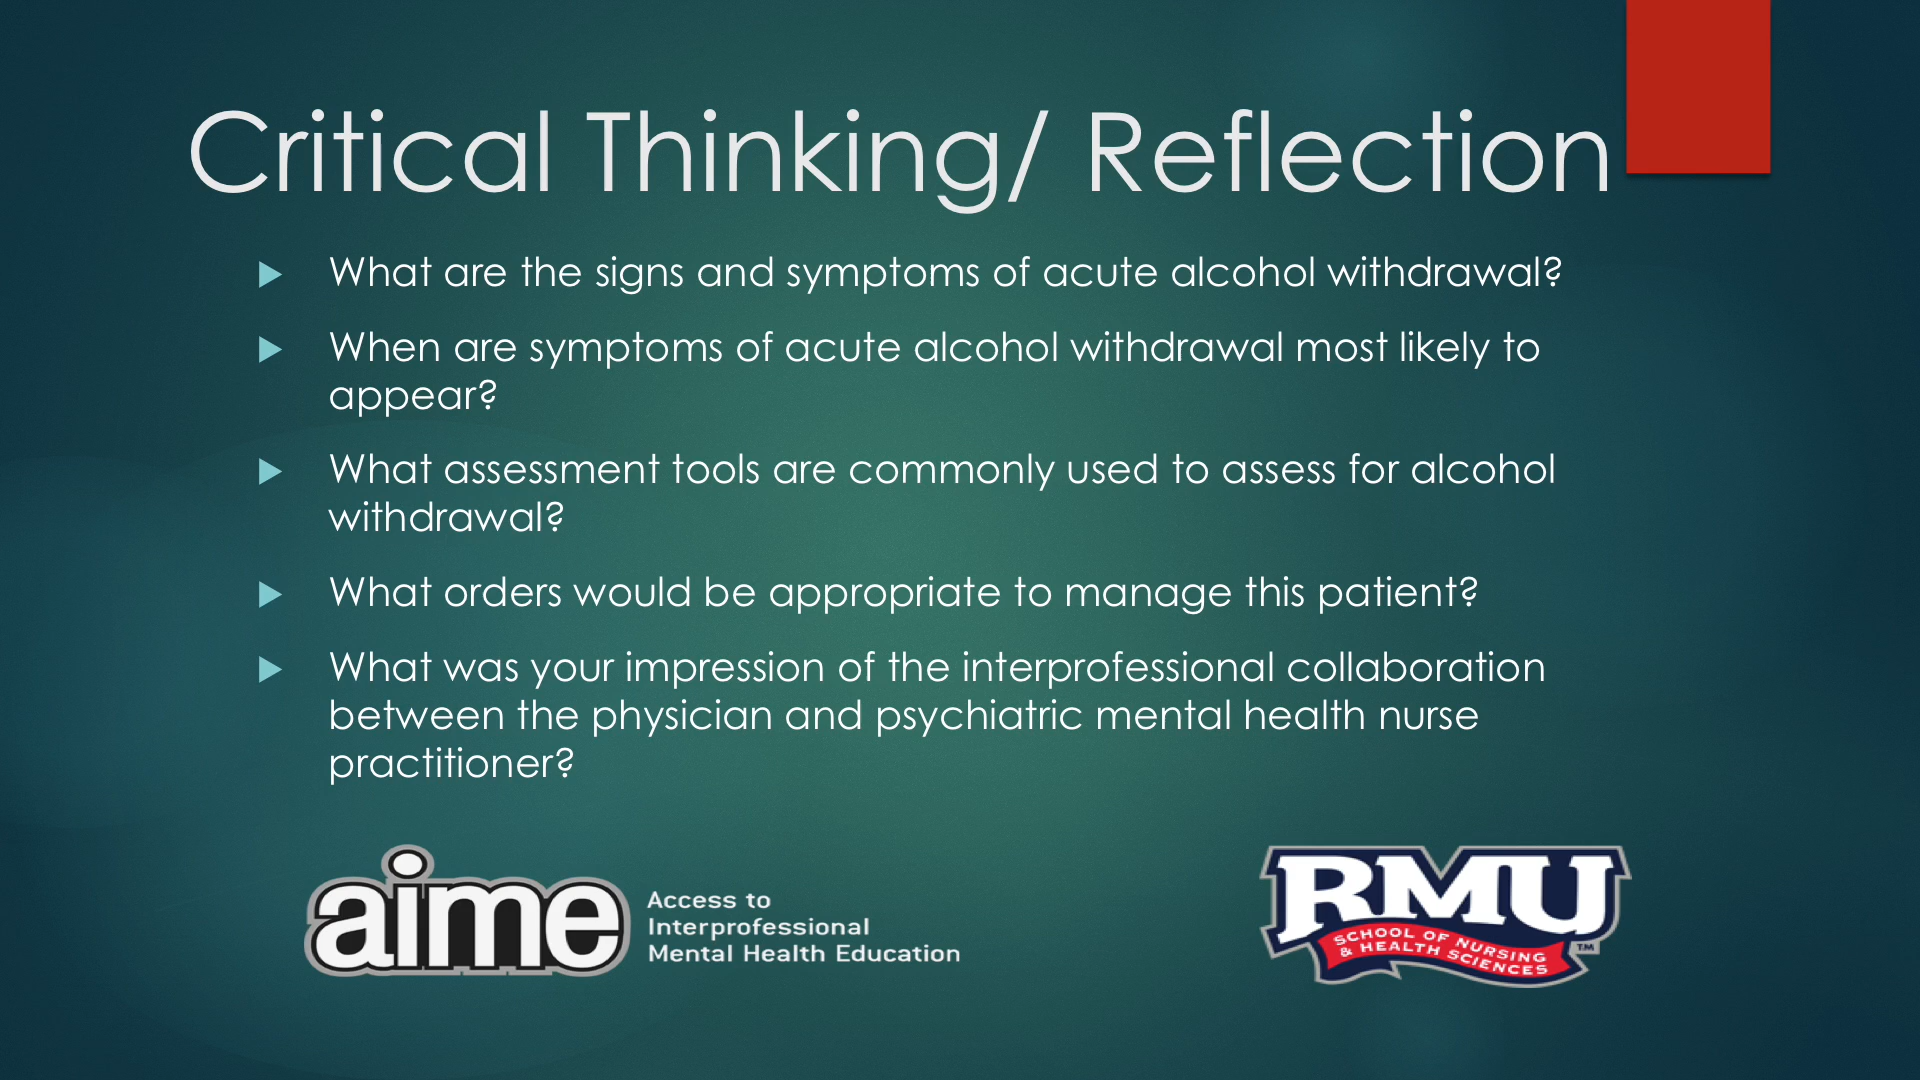 Critical Thinking/ Reflection
What are the signs and symptoms of acute alcohol withdrawal?
When are symptoms of acute alcohol withdrawal most likely to
appear?
What assessment tools are commonly used to assess for alcohol
withdrawal?
What orders would be appropriate to manage this patient?
What was your impression of the interprofessional collaboration
between the physician and psychiatric mental health nurse
practitioner?
aime
Access to
Interprofessional
Mental Health Education
RMU
SCHOOL OF NURSING
& HEALTH SCIENCES
TM